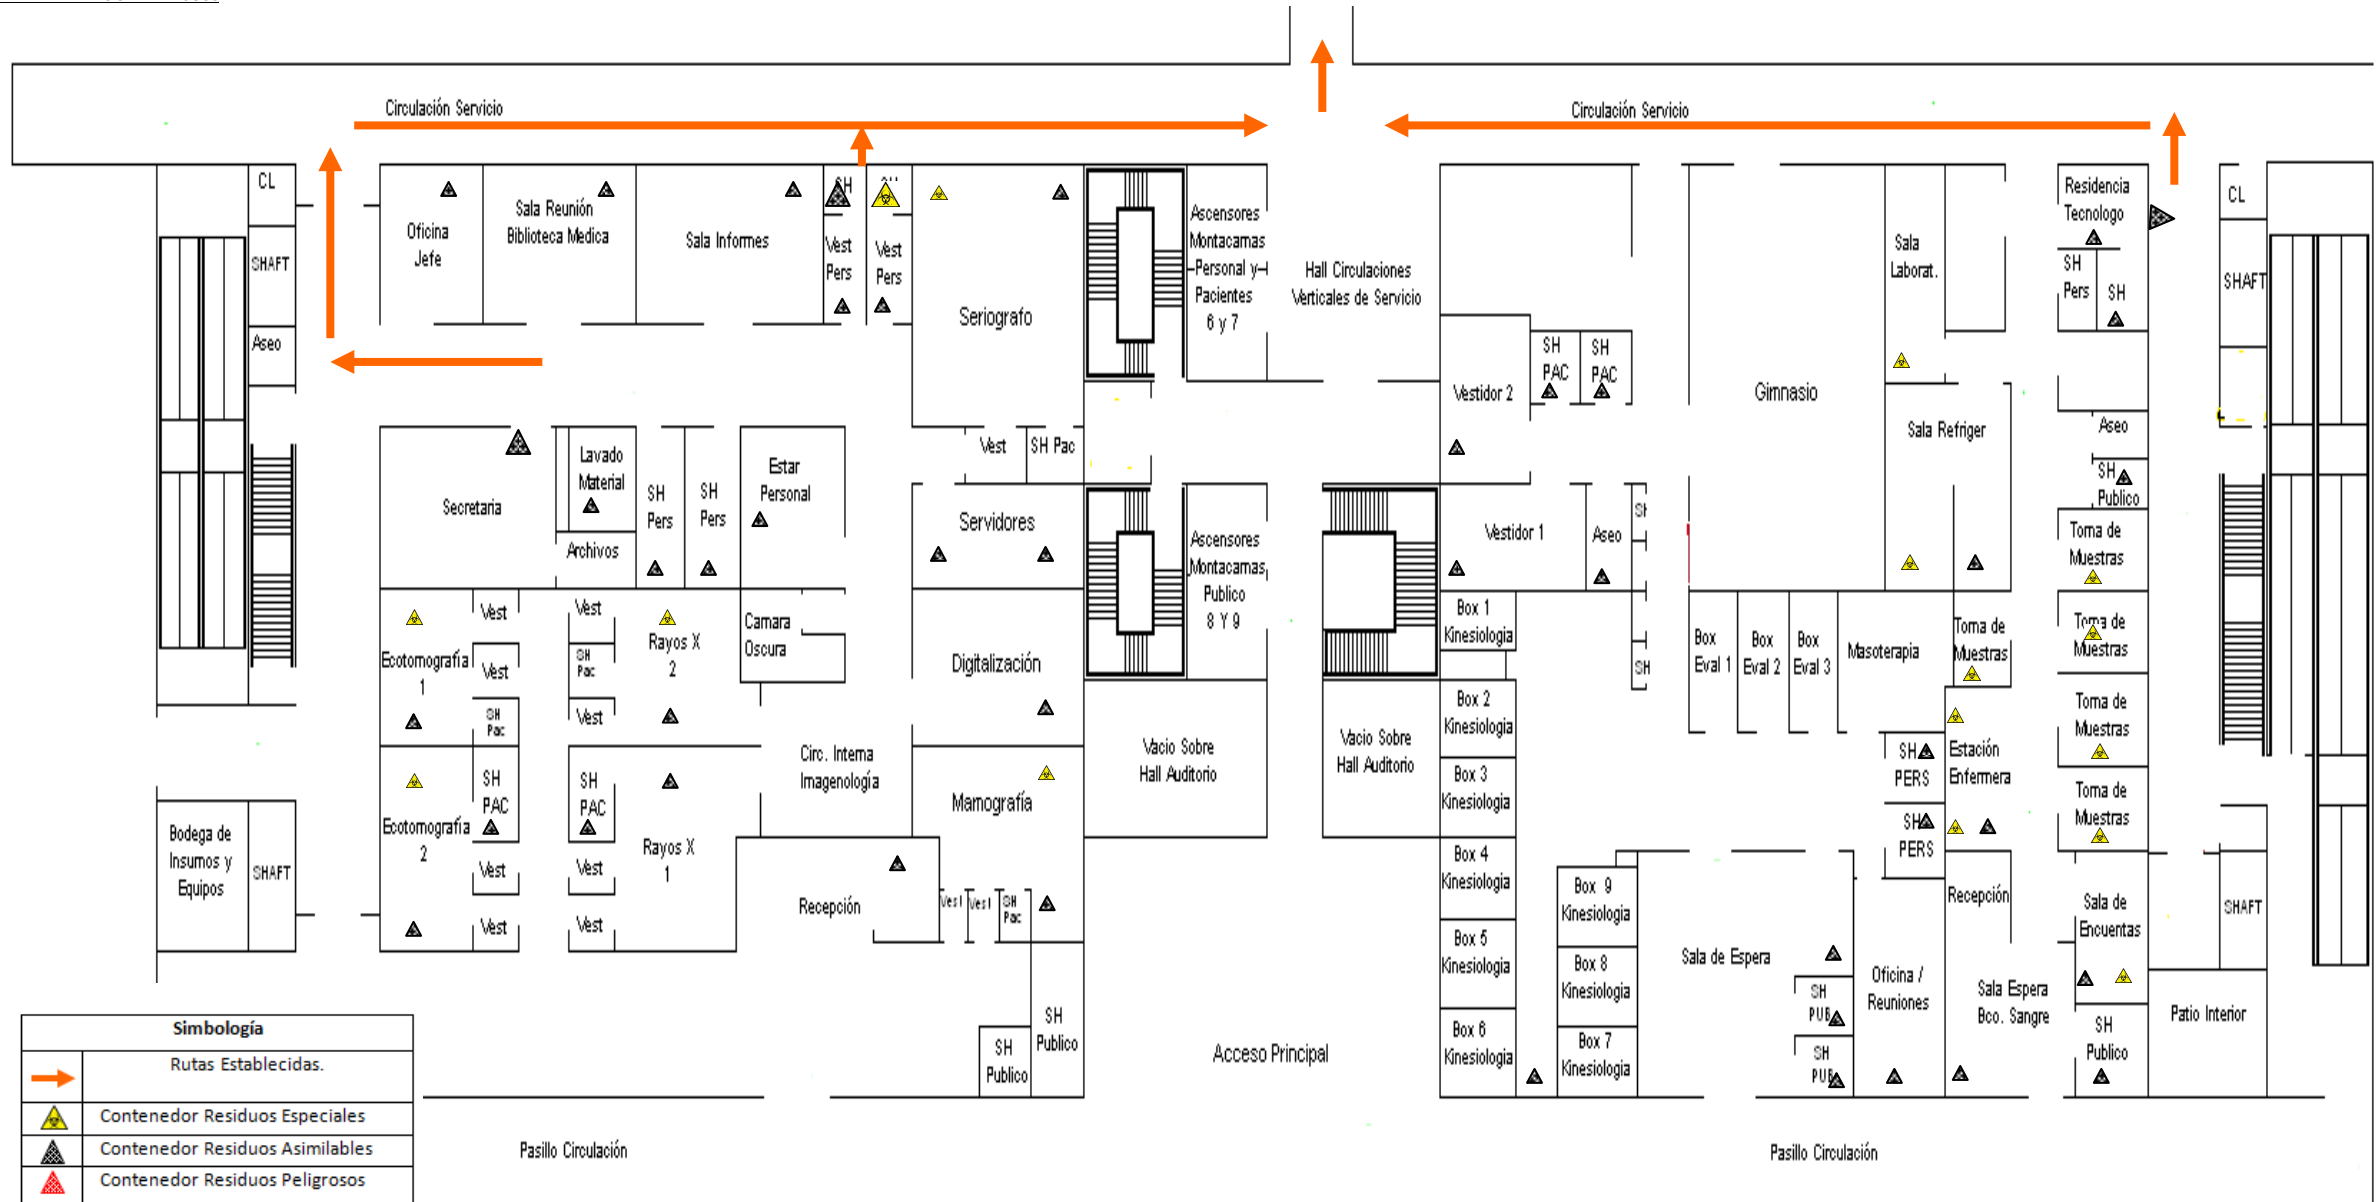 Circulación Servicio
Circulación Servicio
CL
SHAFT
Aseo
Oficina
Jefe
Sala Reunión
Biblioteca Medica
Sala Informes
SH
Vest
Pers
Vest
Pers
Seriografo
Ascensores
Montacamas
Personal y
Pacientes
6 y 7
Hall Circulaciones
Verticales de Servicio
Sala
Laborat.
Residencia
Tecnologo
SH
Pers
SH
CL
SHAFT
Vestidor 2
SH
PAC
SH
PAC
Gimnasio
Sala Refriger
Aseo
SH
Publico
Secretaria
Lavado
Material
Archivos
SH
Pers
SH
Pers
Estar
Personal
Vest
SH Pac
Servidores
Ascensores
Montacamas
Publico
8 Y 9
Vestidor 1
Aseo
SH
Toma de
Muestras
Ecotomografía
1
Vest
Vest
SH
Pac
Vest
SH
Pac
Vest
Rayos X
2
Camara
Oscura
Digitalización
Box 1
Kinesiologia
SH
Box
Eval 1
Box
Eval 2
Box
Eval 3
Masoterapia
Toma de
Muestras
Toma de
Muestras
Toma de
Muestras
Toma de
Muestras
Vacio Sobre
Hall Auditorio
Vacio Sobre
Hall Auditorio
Box 2
Kinesiologia
Box 3
Kinesiologia
SH
PERS
SH
PERS
Estación
Enfermera
Circ. Interna
Imagenología
Mamografía
Bodega de
Insumos y
Equipos
SHAFT
Ecotomografía
2
SH
PAC
Vest
Vest
SH
PAC
Vest
Vest
Rayos X
1
Recepción
Vest
Vest
SH
Pac
Box 4
Kinesiologia
Box 5
Kinesiologia
Box 6
Kinesiologia
Box 9
Kinesiologia
Box 8
Kinesiologia
Box 7
Kinesiologia
Sala de Espera
SH
PUB
SH
PUB
Oficina /
Reuniones
Recepción
Sala Espera
Bco. Sangre
Sala de
Encuentas
SH
Publico
SHAFT
Patio Interior
SH
Publico
SH
Publico
Acceso Principal
Pasillo Circulación
Pasillo Circulación
Simbología
Rutas Establecidas.
Contenedor Residuos Especiales
Contenedor Residuos Asimilables
Contenedor Residuos Peligrosos